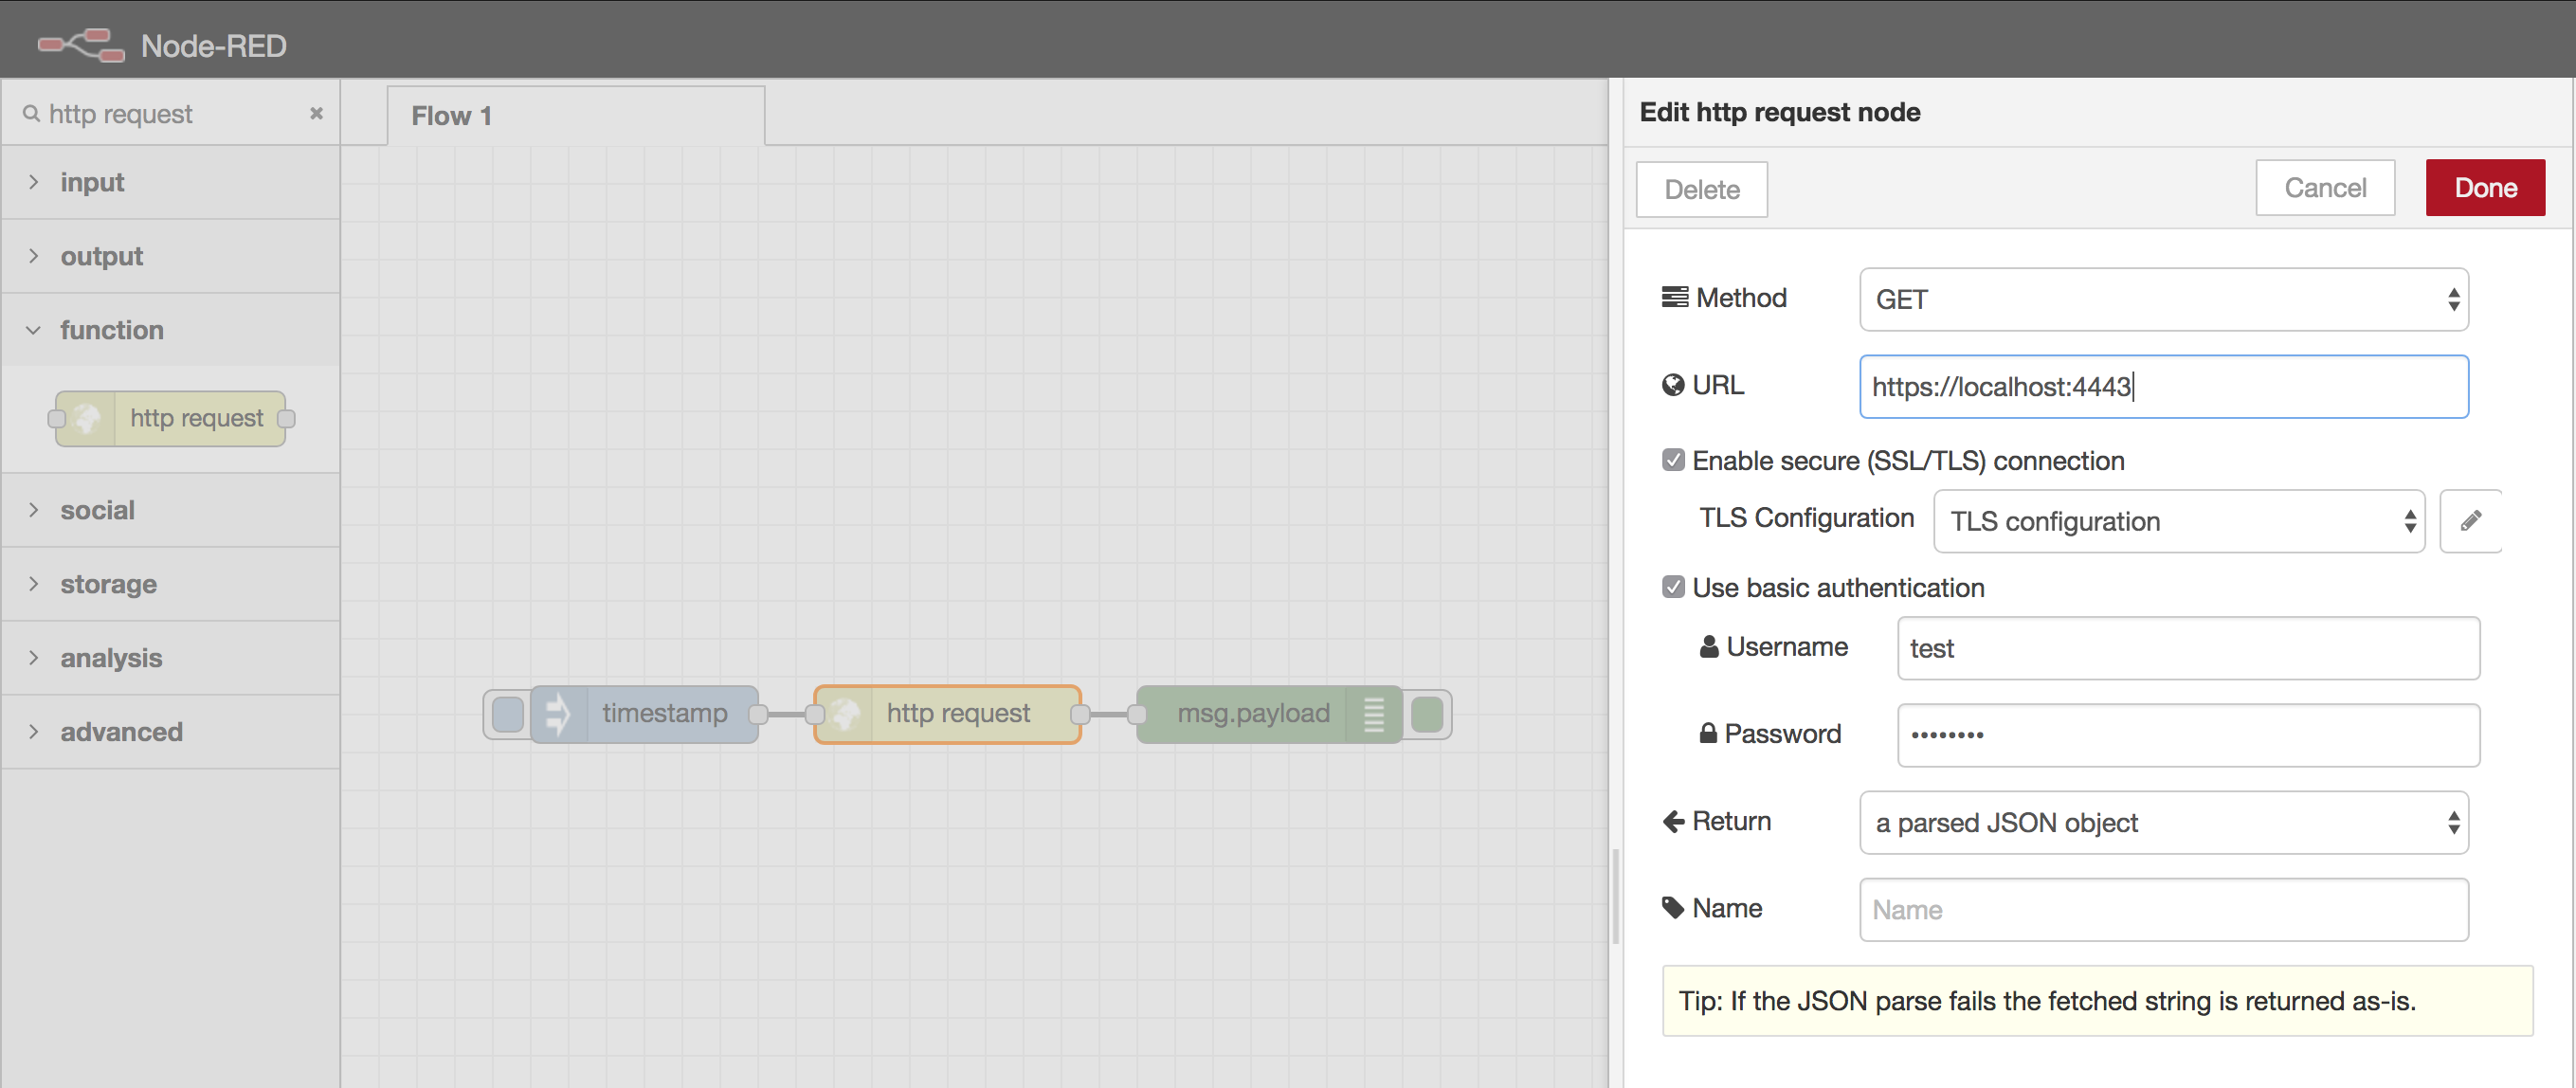 Node-RED
http request
input
output
function
http request
social
storage
analysis
advanced
Flow 1
timestamp
http request
msg.payload
Edit http request node
Delete
Cancel
Done
Method
GET
URL
https://localhost:4443
Enable secure (SSL/TLS) connection
TLS Configuration
TLS configuration
Use basic authentication
Username
test
Password
••••••••
Return
a parsed JSON object
Name
Name
Tip: If the JSON parse fails the fetched string is returned as-is.